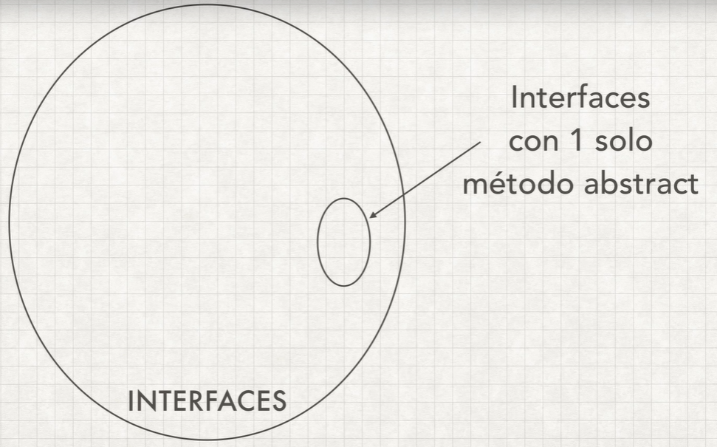 Interfaces
con 1 solo
método abstract
INTERFACES